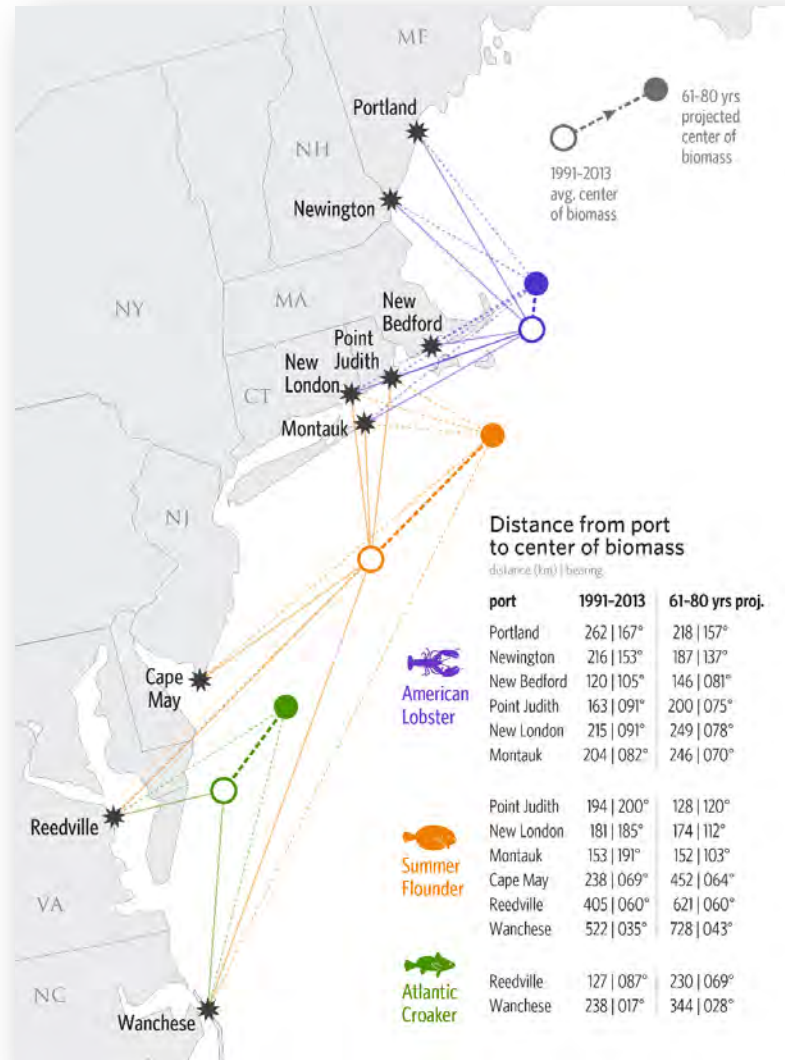 ME
Portland
61-80 yrs
projected
center of
biomass
NH
1991-2013
avg. center
of biomass
Newington
NY
MA
New
Bedford
Point
Judith
New
London
CT
Montauk
NJ
Distance from port
to center of biomass
distance (km) | bearing
port 1991-2013 61-80 yrs proj.
Portland 262 | 167° 218 | 157°
Newington 216 | 153° 187 | 137°
New Bedford 120 | 105° 146 | 081°
Point Judith 163 | 091° 200 | 075°
New London 215 | 091° 249 | 078°
Montauk 204 | 082° 246 | 070°
American
Lobster
Cape
May
Point Judith 194 | 200° 128 | 120°
New London 181 | 185° 174 | 112°
Montauk 153 | 191° 152 | 103°
Cape May 238 | 069° 452 | 064°
Reedville 405 | 060° 621 | 060°
Wanchese 522 | 035° 728 | 043°
Summer
Flounder
Reedville
VA
Reedville 127 | 087° 230 | 069°
Wanchese 238 | 017° 344 | 028°
Atlantic
Croaker
NC
Wanchese